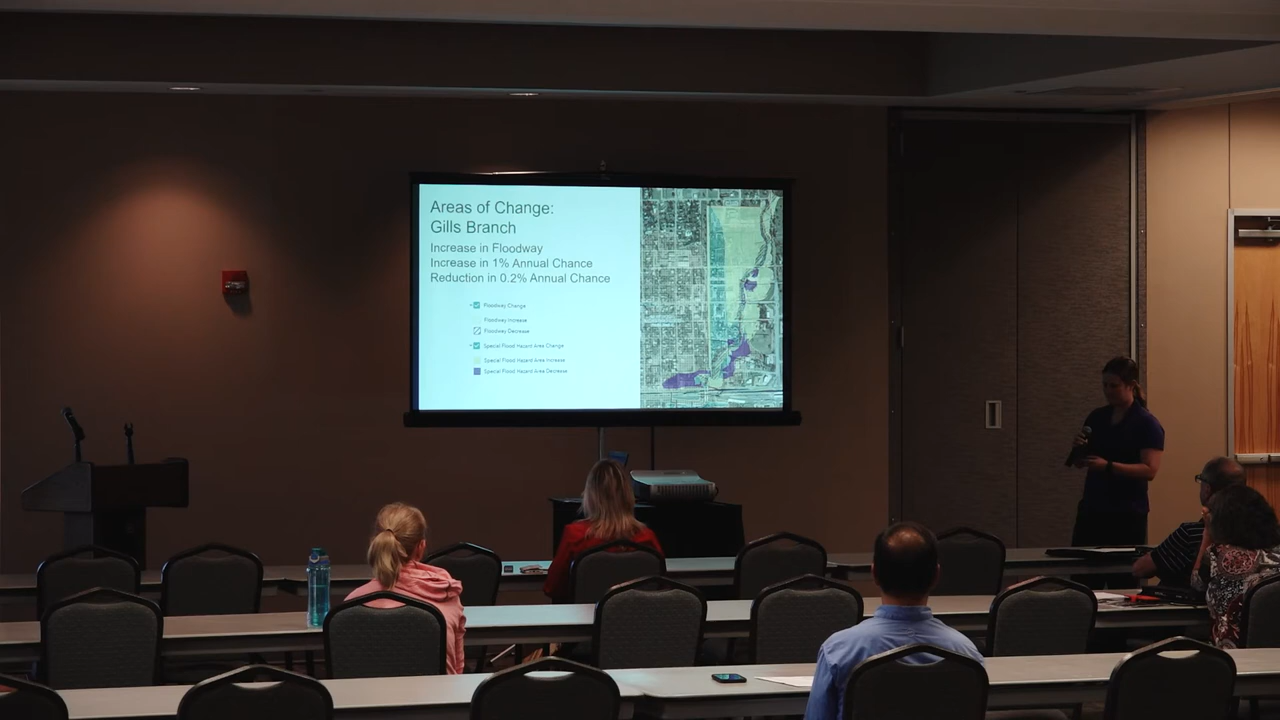 Areas of Change:
Gills Branch
Increase in Floodway
Increase in 1% Annual Chance
Reduction in 0.2% Annual Chance
Floodway Change
Floodway Increase
Floodway Decrease
Special Flood Hazard Area Change
Special Flood Hazard Area Increase
Special Flood Hazard Area Decrease